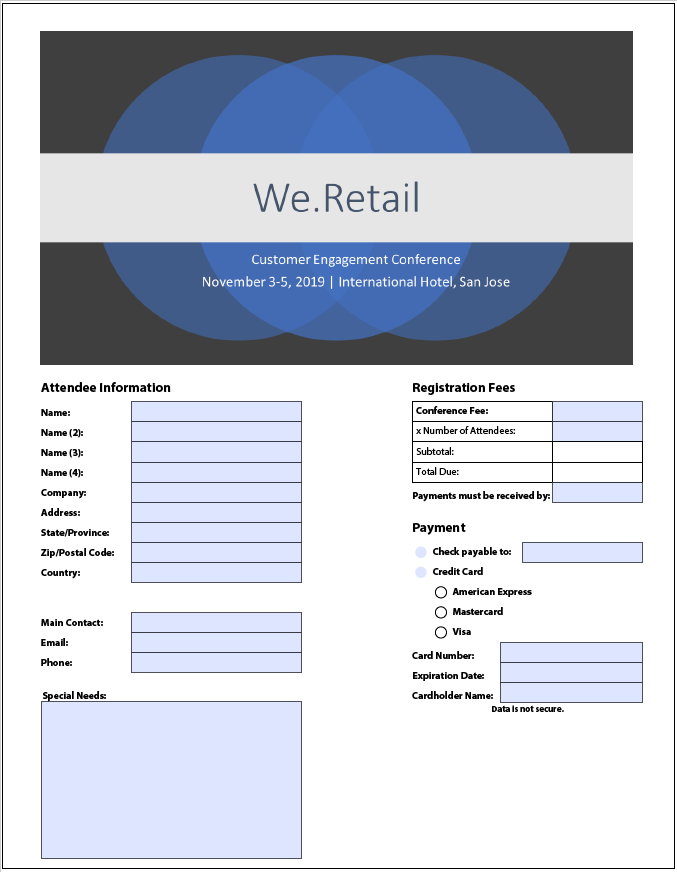 We.Retail
Customer Engagement Conference
November 3-5, 2019 | International Hotel, San Jose
Attendee Information
Name:
Name (2):
Name (3):
Name (4):
Company:
Address:
State/Province:
Zip/Postal Code:
Country:
Main Contact:
Email:
Phone:
Special Needs:
Registration Fees
Conference Fee:
x Number of Attendees:
Subtotal:
Total Due:
Payments must be received by:
Payment
Check payable to:
Credit Card
American Express
Mastercard
Visa
Card Number:
Expiration Date:
Cardholder Name:
Data is not secure.